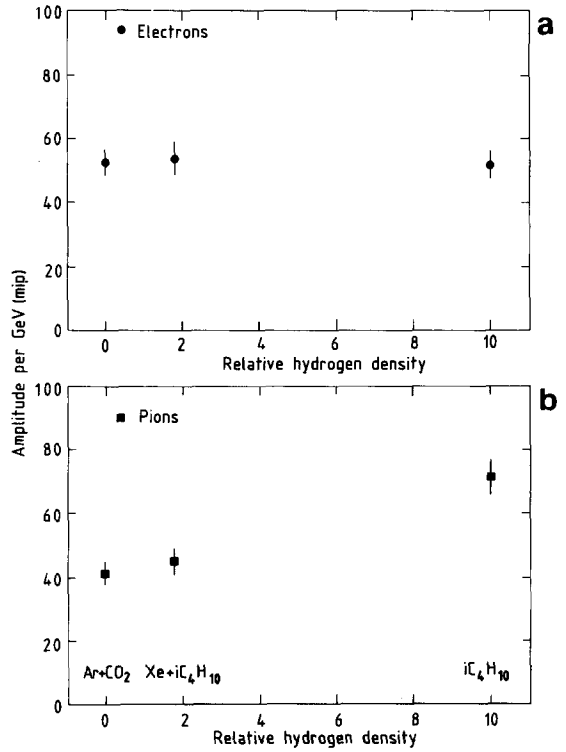 100
a
Electrons
80
60
40
20
0
0 2 4 6 8 10
Relative hydrogen density
Amplitude per GeV (mip)
100
b
Pions
80
60
40
20
Ar+CO₂ Xe+iC₄H₁₀ iC₄H₁₀
0
0 2 4 6 8 10
Relative hydrogen density